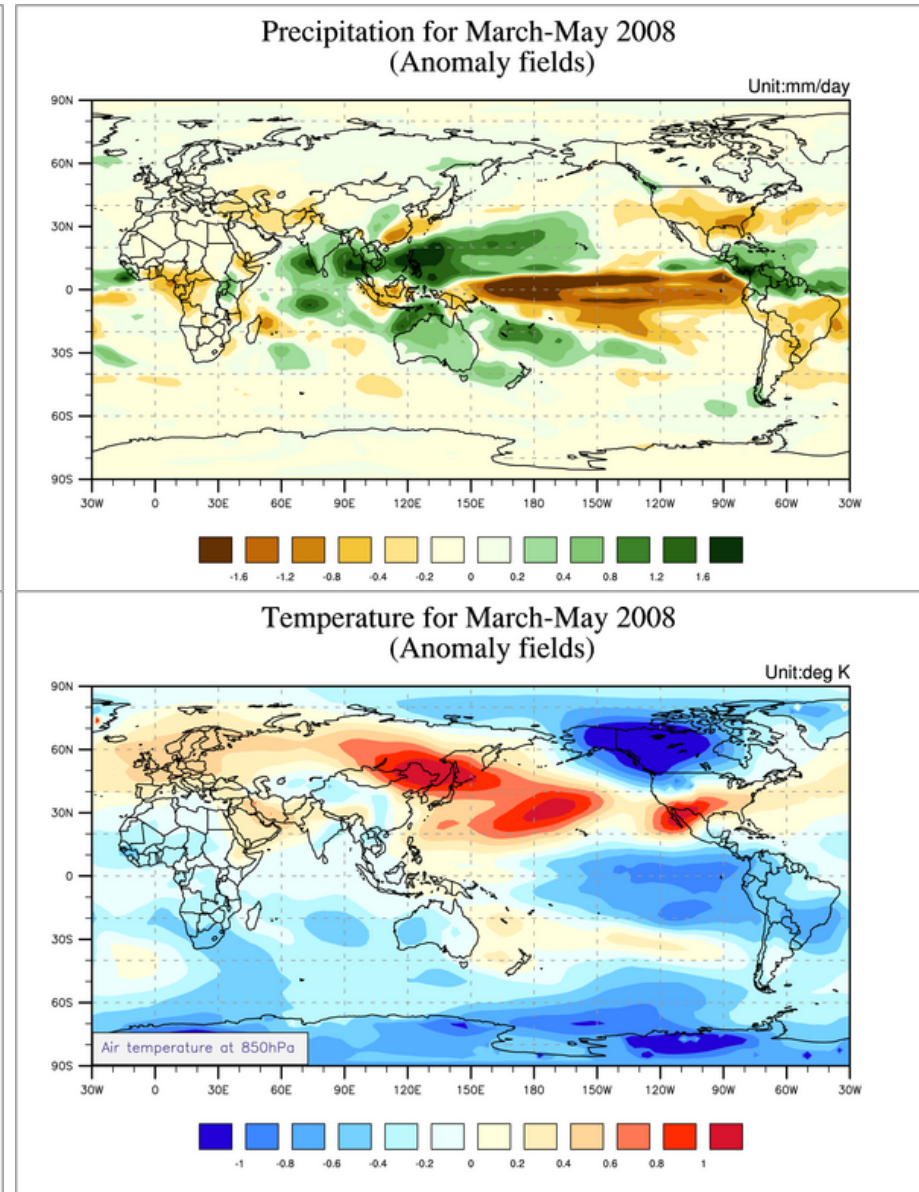 Precipitation for March-May 2008
(Anomaly fields)
Unit:mm/day
90N
60N
30N
0
30S
60S
90S
30W 0 30E 60E 90E 120E 150E 180 150W 120W 90W 60W 30W
-1.6 -1.2 -0.8 -0.4 -0.2 0 0.2 0.4 0.8 1.2 1.6
Temperature for March-May 2008
(Anomaly fields)
Unit:deg K
90N
60N
30N
0
30S
60S
Air temperature at 850hPa
90S
30W 0 30E 60E 90E 120E 150E 180 150W 120W 90W 60W 30W
-1 -0.8 -0.6 -0.4 -0.2 0 0.2 0.4 0.6 0.8 1